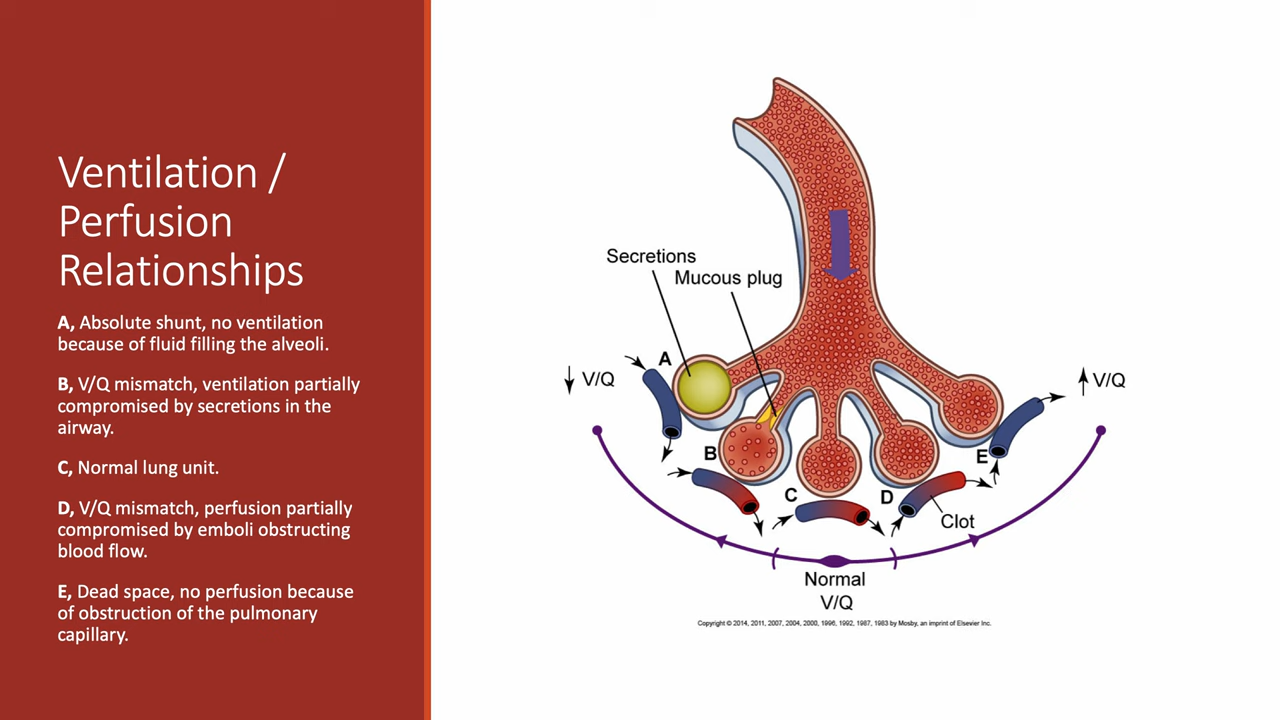 Ventilation /
Perfusion
Relationships
A, Absolute shunt, no ventilation
because of fluid filling the alveoli.
B, V/Q mismatch, ventilation partially
compromised by secretions in the
airway.
C, Normal lung unit.
D, V/Q mismatch, perfusion partially
compromised by emboli obstructing
blood flow.
E, Dead space, no perfusion because
of obstruction of the pulmonary
capillary.
Secretions
Mucous plug
A
↓ V/Q
↑ V/Q
B
E
C
D
Clot
Normal
V/Q
Copyright © 2014, 2011, 2007, 2004, 2000, 1996, 1992, 1987, 1983 by Mosby, an imprint of Elsevier Inc.